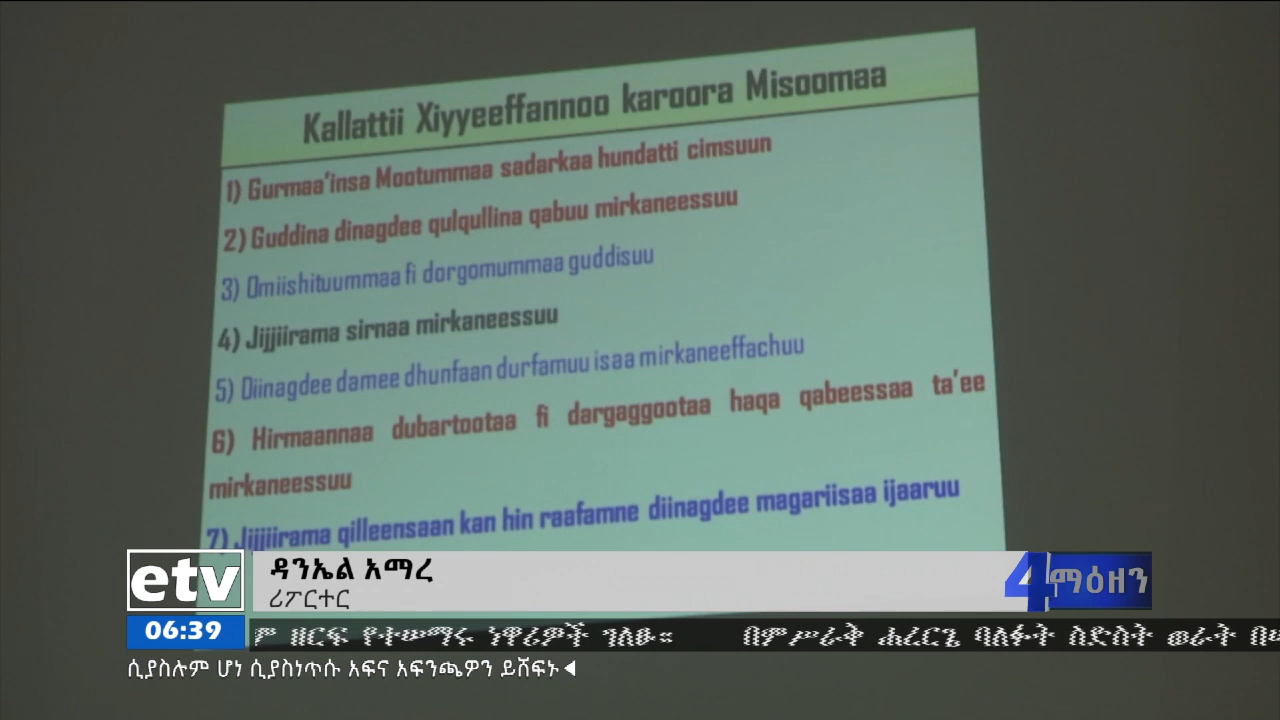 Kallattii Xiyyeeffannoo karoora Misoomaa
1) Gurmaa'insa Mootummaa sadarkaa hundatti cimsuun
2) Guddina dinagdee qulqullina qabuu mirkaneessuu
3) Omiishituummaa fi dorgomummaa guddisuu
4) Jijjiirama sirnaa mirkaneessuu
5) Diinagdee damee dhunfaan durfamuu isaa mirkaneeffachuu
6) Hirmaannaa dubartootaa fi dargaggootaa haqa qabeessaa ta'ee
mirkaneessuu
7) Jijjiirama qilleensaan kan hin raafamne diinagdee magariisaa ijaaruu
etv
ዳንኤል አማረ
ሪፖርተር
4ማዕዘን
06:39
ም ዘርፍ የተሠማሩ ነዋሪዎች ገለፁ። በምሥራቅ ሐረርጌ ባለፉት ስድስት ወራት
ሲያስሉም ሆነ ሲያስነጥሱ አፍና አፍንጫዎን ይሸፍኑ